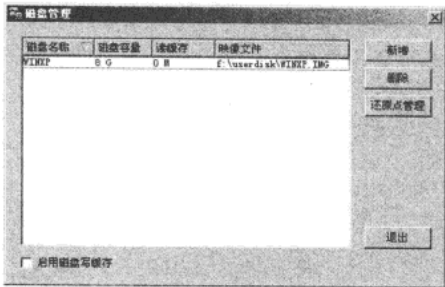 磁盘管理
磁盘名称 磁盘容量 读缓存 映像文件 新增
WINXP 8 G 0 M f:\userdisk\WINXP.IMG
删除
还原点管理
退出
启用磁盘写缓存